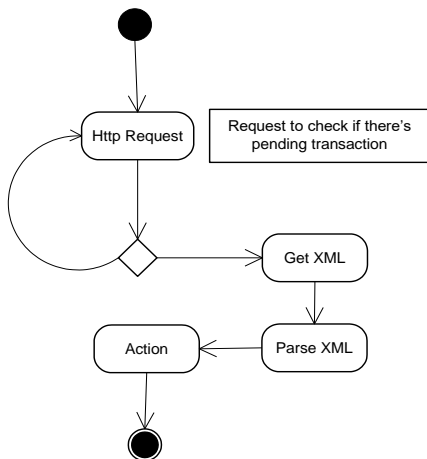 Http Request
Request to check if there's
pending transaction
Get XML
Action
Parse XML